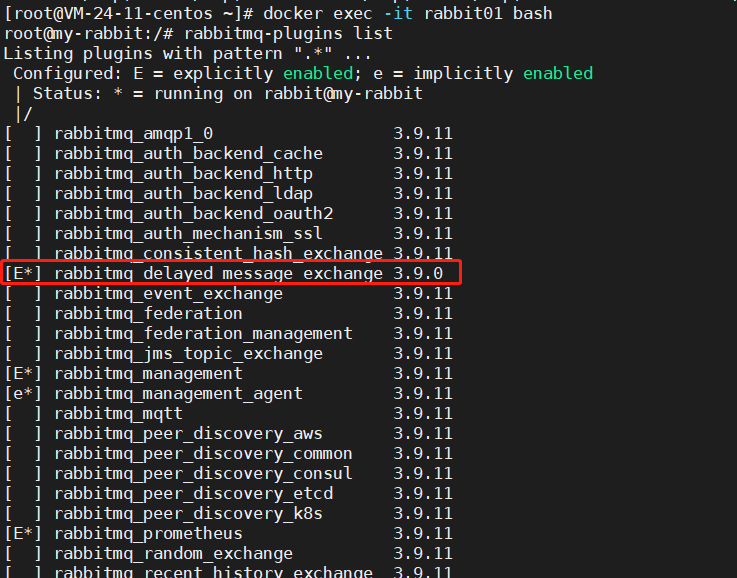 [root@VM-24-11-centos ~]# docker exec -it rabbit01 bash
root@my-rabbit:/# rabbitmq-plugins list
Listing plugins with pattern ".*" ...
 Configured: E = explicitly enabled; e = implicitly enabled
 | Status: * = running on rabbit@my-rabbit
 |/
[  ] rabbitmq_amqp1_0                  3.9.11
[  ] rabbitmq_auth_backend_cache       3.9.11
[  ] rabbitmq_auth_backend_http        3.9.11
[  ] rabbitmq_auth_backend_ldap        3.9.11
[  ] rabbitmq_auth_backend_oauth2      3.9.11
[  ] rabbitmq_auth_mechanism_ssl       3.9.11
[  ] rabbitmq_consistent_hash_exchange 3.9.11
[E*] rabbitmq_delayed_message_exchange 3.9.0
[  ] rabbitmq_event_exchange           3.9.11
[  ] rabbitmq_federation               3.9.11
[  ] rabbitmq_federation_management    3.9.11
[  ] rabbitmq_jms_topic_exchange       3.9.11
[E*] rabbitmq_management               3.9.11
[e*] rabbitmq_management_agent         3.9.11
[  ] rabbitmq_mqtt                     3.9.11
[  ] rabbitmq_peer_discovery_aws       3.9.11
[  ] rabbitmq_peer_discovery_common    3.9.11
[  ] rabbitmq_peer_discovery_consul    3.9.11
[  ] rabbitmq_peer_discovery_etcd      3.9.11
[  ] rabbitmq_peer_discovery_k8s       3.9.11
[E*] rabbitmq_prometheus               3.9.11
[  ] rabbitmq_random_exchange          3.9.11
[  ] rabbitmq_recent_history_exchange  3.9.11